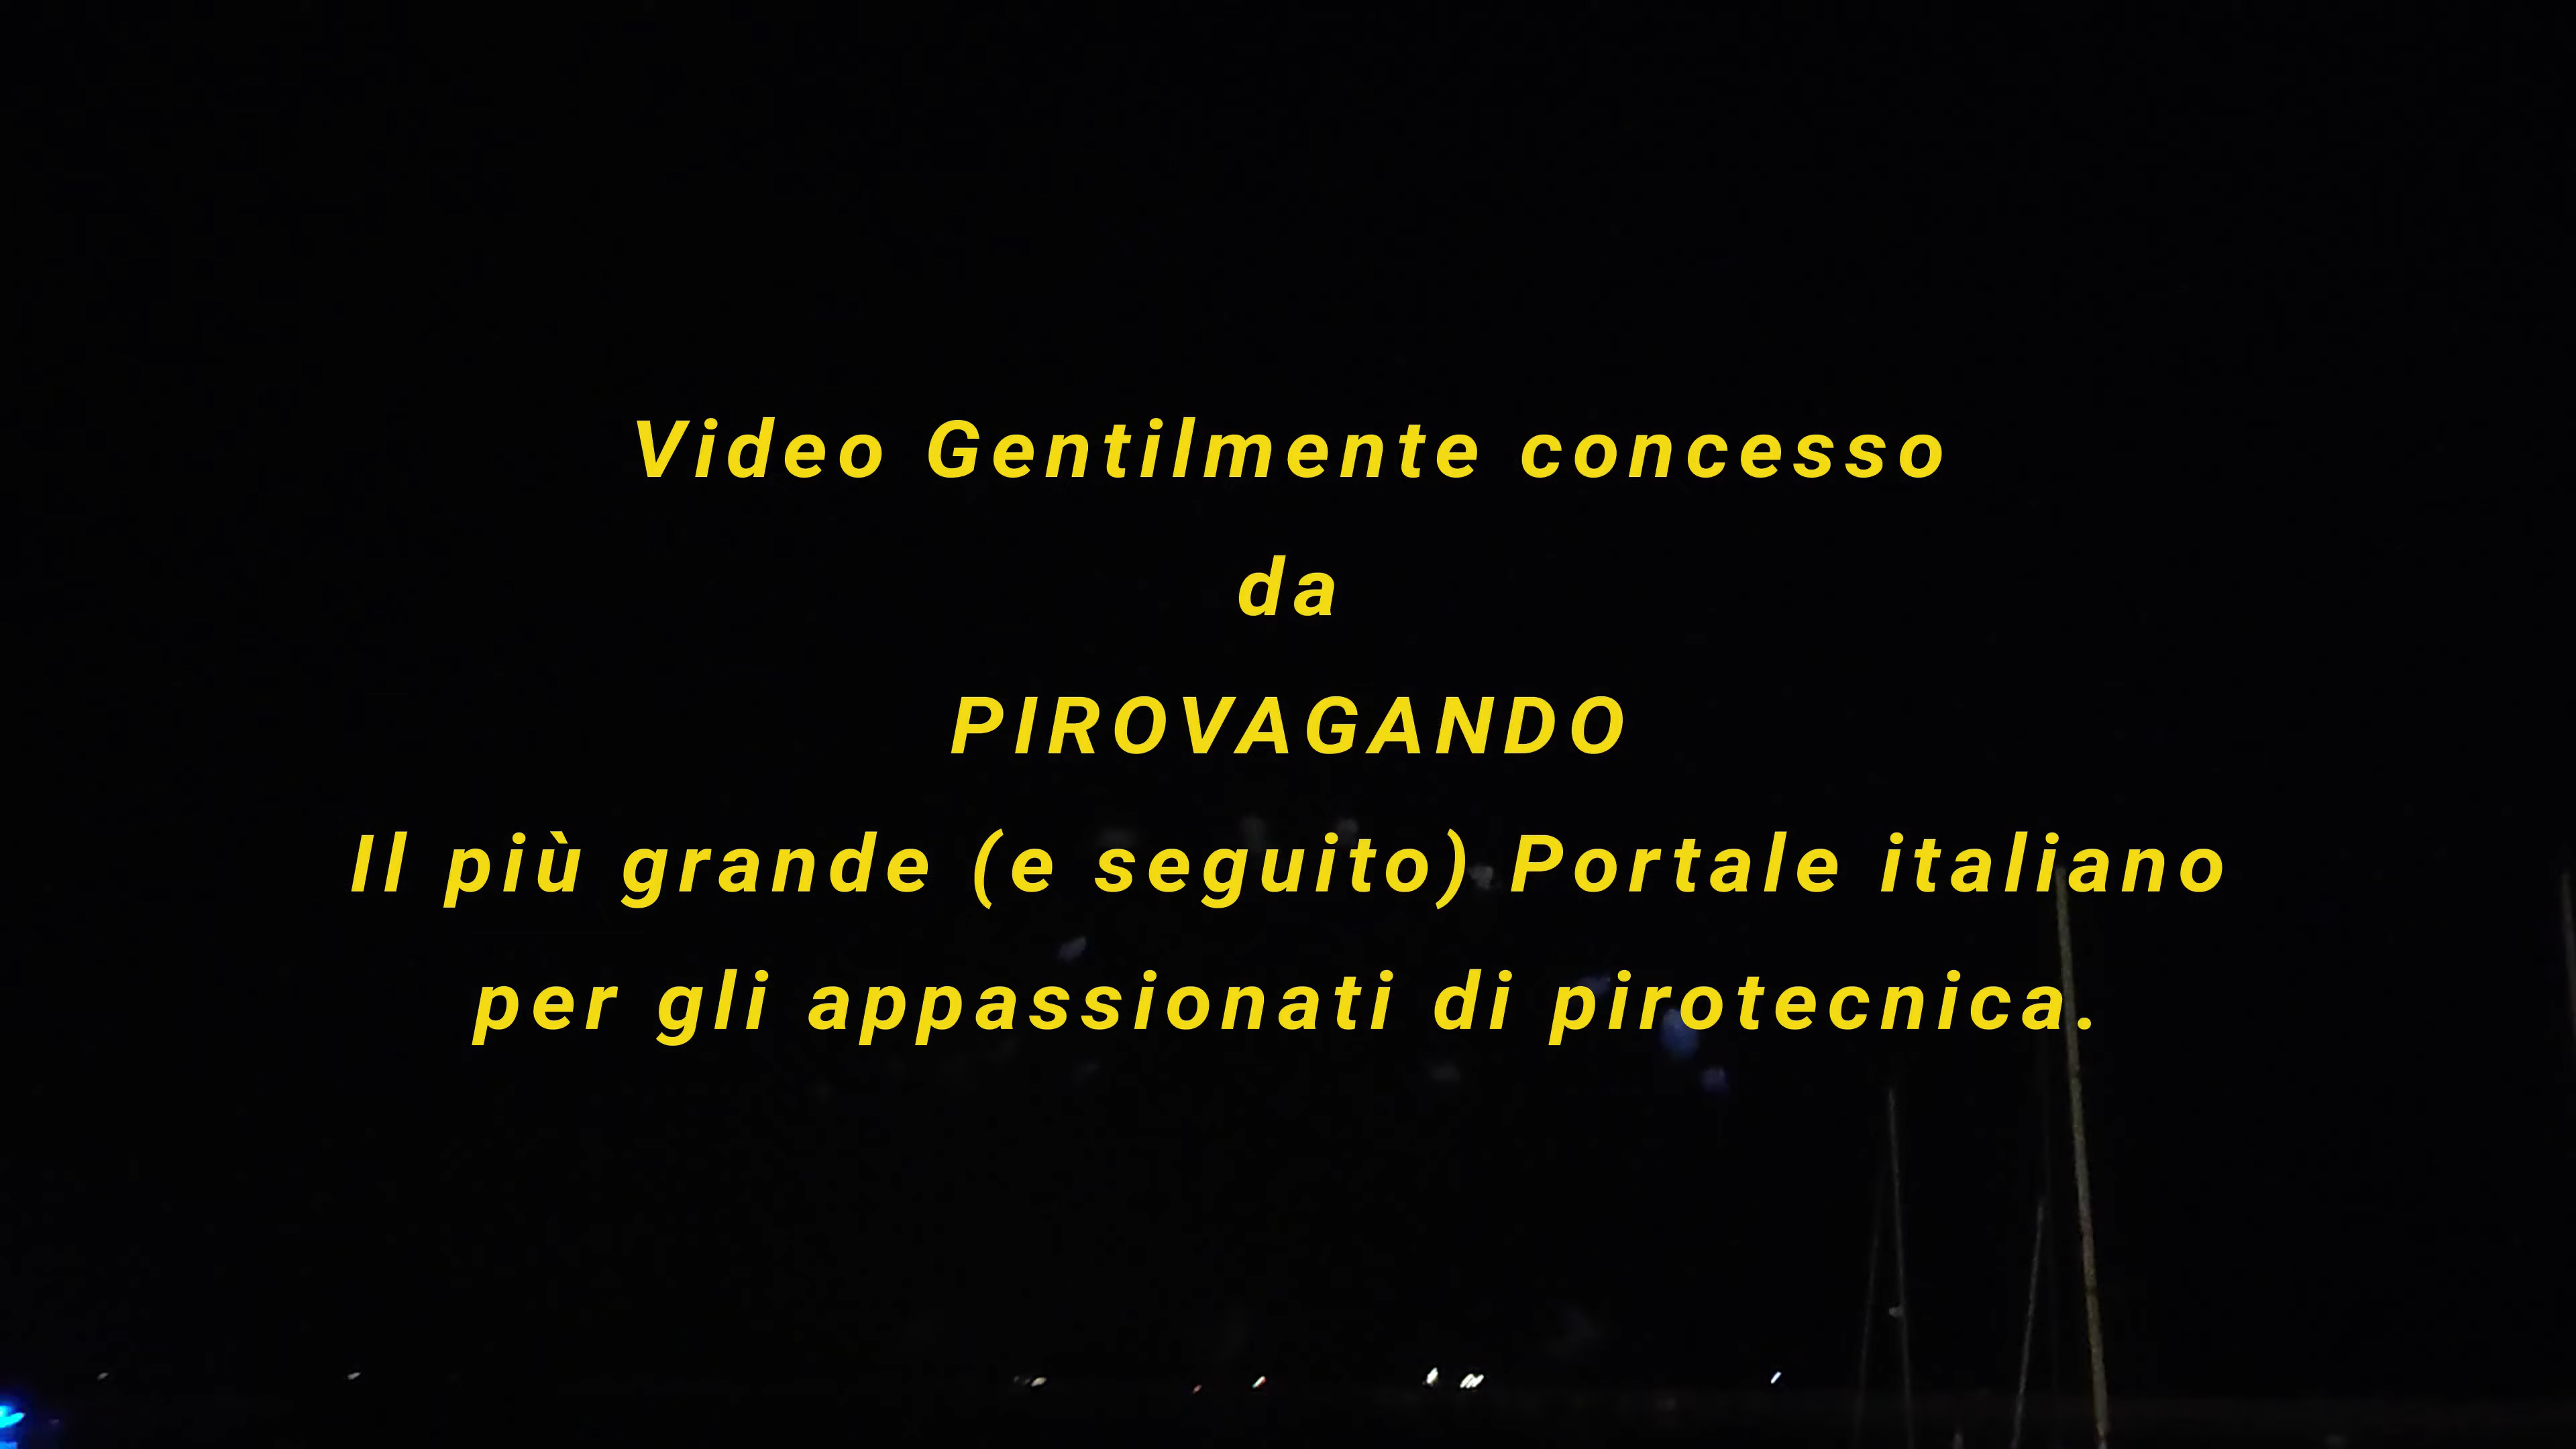 Video Gentilmente concesso
da
PIROVAGANDO
Il più grande (e seguito) Portale italiano
per gli appassionati di pirotecnica.